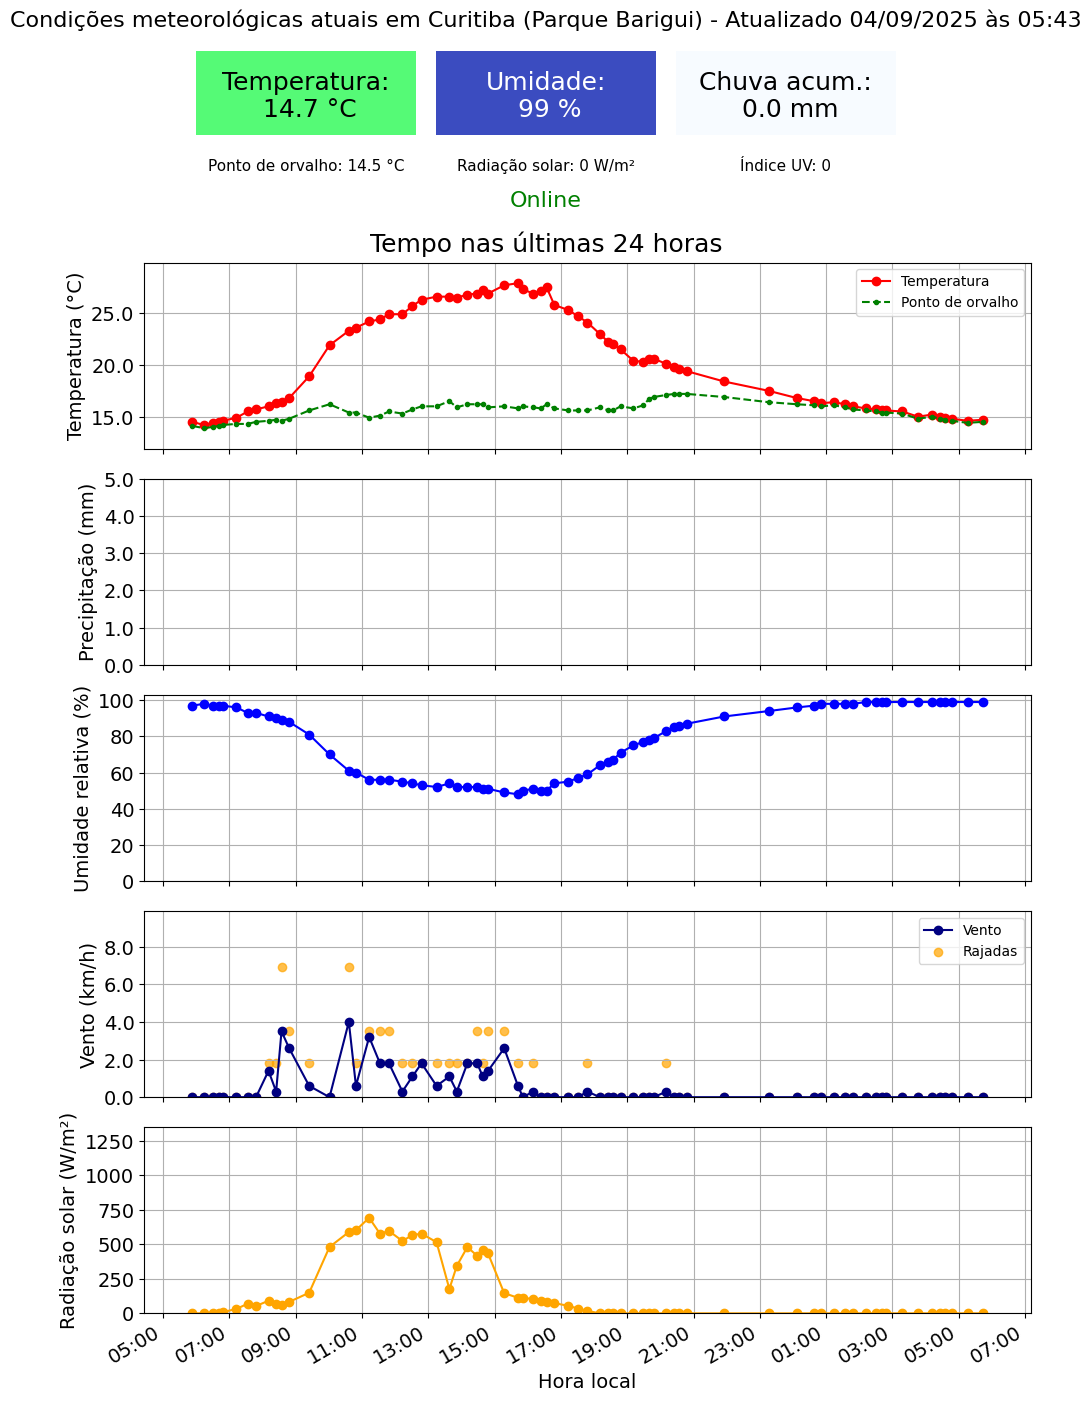 Condições meteorológicas atuais em Curitiba (Parque Barigui) - Atualizado 04/09/2025 às 05:43
Temperatura:
14.7 °C
Umidade:
99 %
Chuva acum.:
0.0 mm
Ponto de orvalho: 14.5 °C
Radiação solar: 0 W/m²
Índice UV: 0
Online
Tempo nas últimas 24 horas
Temperatura (°C)
25.0
20.0
15.0
Temperatura
Ponto de orvalho
Precipitação (mm)
5.0
4.0
3.0
2.0
1.0
0.0
Umidade relativa (%)
100
80
60
40
20
0
Vento (km/h)
8.0
6.0
4.0
2.0
0.0
Vento
Rajadas
Radiação solar (W/m²)
1250
1000
750
500
250
0
05:00
07:00
09:00
11:00
13:00
15:00
17:00
19:00
21:00
23:00
01:00
03:00
05:00
07:00
Hora local